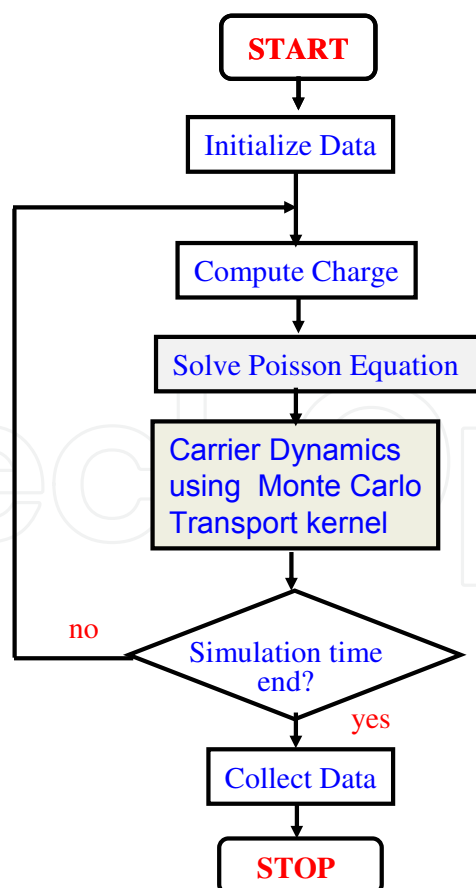 START
Initialize Data
Compute Charge
Solve Poisson Equation
Carrier Dynamics
using Monte Carlo
Transport kernel
no
Simulation time
end?
yes
Collect Data
STOP